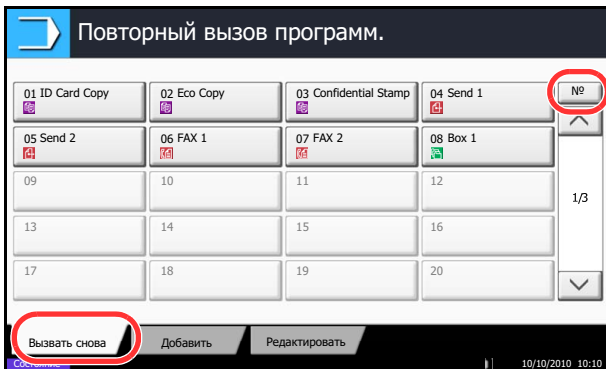 Повторный вызов программ.
01 ID Card Copy 02 Eco Copy 03 Confidential Stamp 04 Send 1 №
05 Send 2 06 FAX 1 07 FAX 2 08 Box 1
09 10 11 12
1/3
13 14 15 16
17 18 19 20
Вызвать снова Добавить Редактировать
Состояние 10/10/2010 10:10